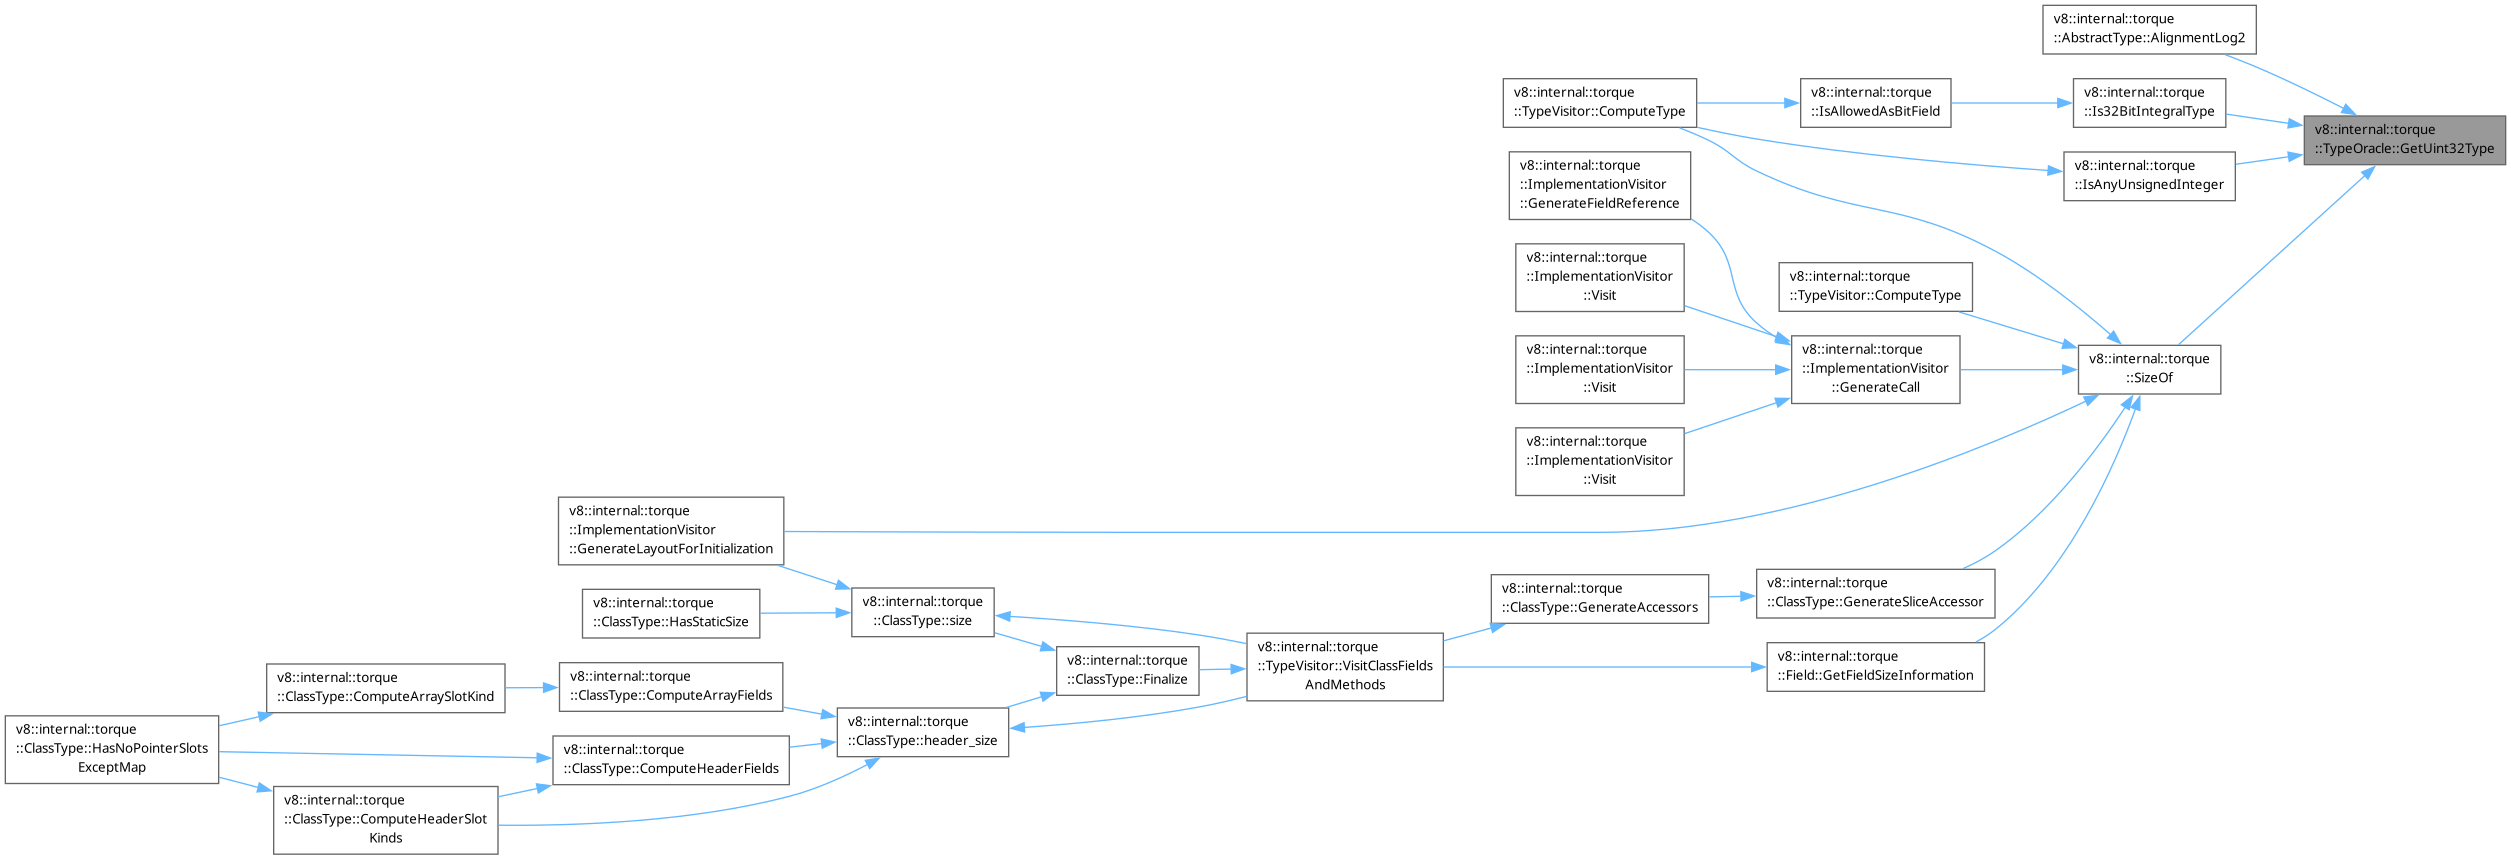 v8::internal::torque
::AbstractType::AlignmentLog2
v8::internal::torque
::TypeVisitor::ComputeType
v8::internal::torque
::IsAllowedAsBitField
v8::internal::torque
::Is32BitIntegralType
v8::internal::torque
::TypeOracle::GetUint32Type
v8::internal::torque
::ImplementationVisitor
::GenerateFieldReference
v8::internal::torque
::IsAnyUnsignedInteger
v8::internal::torque
::ImplementationVisitor
::Visit
v8::internal::torque
::TypeVisitor::ComputeType
v8::internal::torque
::ImplementationVisitor
::Visit
v8::internal::torque
::ImplementationVisitor
::GenerateCall
v8::internal::torque
::SizeOf
v8::internal::torque
::ImplementationVisitor
::Visit
v8::internal::torque
::ImplementationVisitor
::GenerateLayoutForInitialization
v8::internal::torque
::ClassType::HasStaticSize
v8::internal::torque
::ClassType::size
v8::internal::torque
::ClassType::GenerateAccessors
v8::internal::torque
::ClassType::GenerateSliceAccessor
v8::internal::torque
::TypeVisitor::VisitClassFields
AndMethods
v8::internal::torque
::ClassType::Finalize
v8::internal::torque
::Field::GetFieldSizeInformation
v8::internal::torque
::ClassType::ComputeArraySlotKind
v8::internal::torque
::ClassType::ComputeArrayFields
v8::internal::torque
::ClassType::header_size
v8::internal::torque
::ClassType::HasNoPointerSlots
ExceptMap
v8::internal::torque
::ClassType::ComputeHeaderFields
v8::internal::torque
::ClassType::ComputeHeaderSlot
Kinds